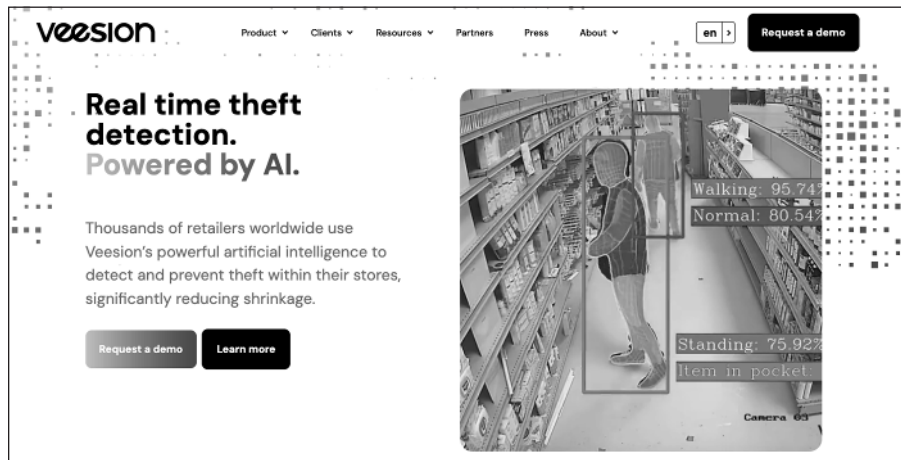 veesion
Product Clients Resources Partners Press About en Request a demo
Real time theft
detection.
Powered by AI.
Thousands of retailers worldwide use
Veesion's powerful artificial intelligence to
detect and prevent theft within their stores,
significantly reducing shrinkage.
Request a demo Learn more
Walking: 95.74%
Normal: 80.54%
Standing: 75.92%
Item in pocket:
Camera 03